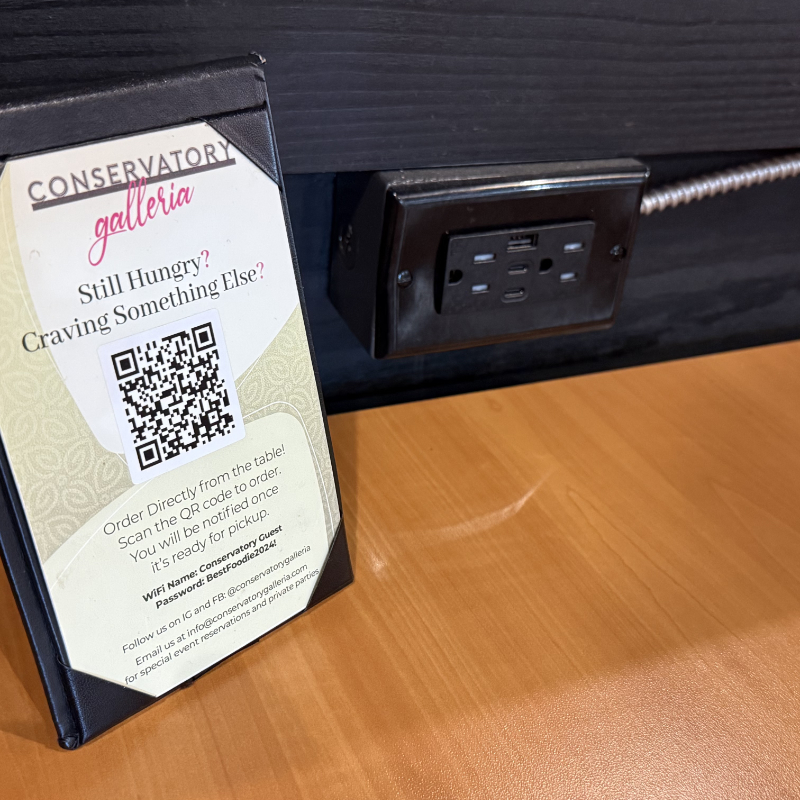 CONSERVATORY
galleria
Still Hungry?
Craving Something Else?
Order Directly from the table!
Scan the QR code to order.
You will be notified once
it's ready for pickup.
WiFi Name: Conservatory Guest
Password: BestFoodie2024!
Follow us on IG and FB: @conservatorygalleria
Email us at info@conservatorygalleria.com
for special event reservations and private parties